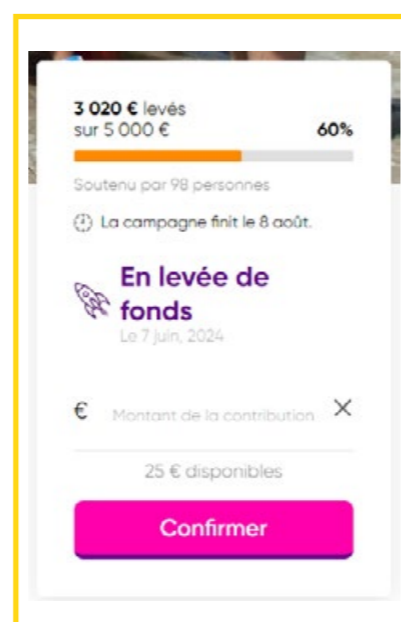 3 020 € levés
sur 5 000 €
60%
Soutenu par 98 personnes
La campagne finit le 8 août.
En levée de
fonds
Le 7 juin, 2024
€ Montant de la contribution
25 € disponibles
Confirmer